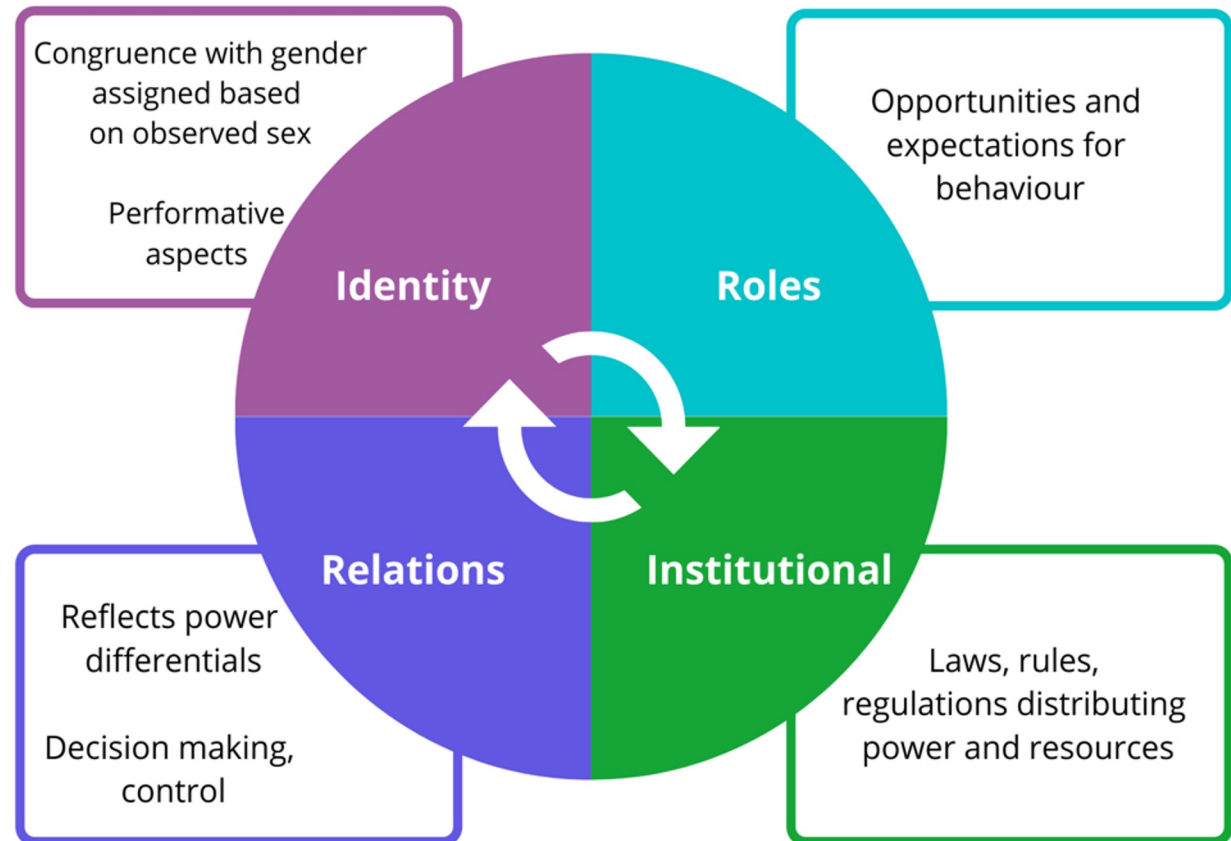 Congruence with gender
assigned based
on observed sex
Performative
aspects
Identity
Roles
Opportunities and
expectations for
behaviour
Relations
Reflects power
differentials
Decision making,
control
Institutional
Laws, rules,
regulations distributing
power and resources